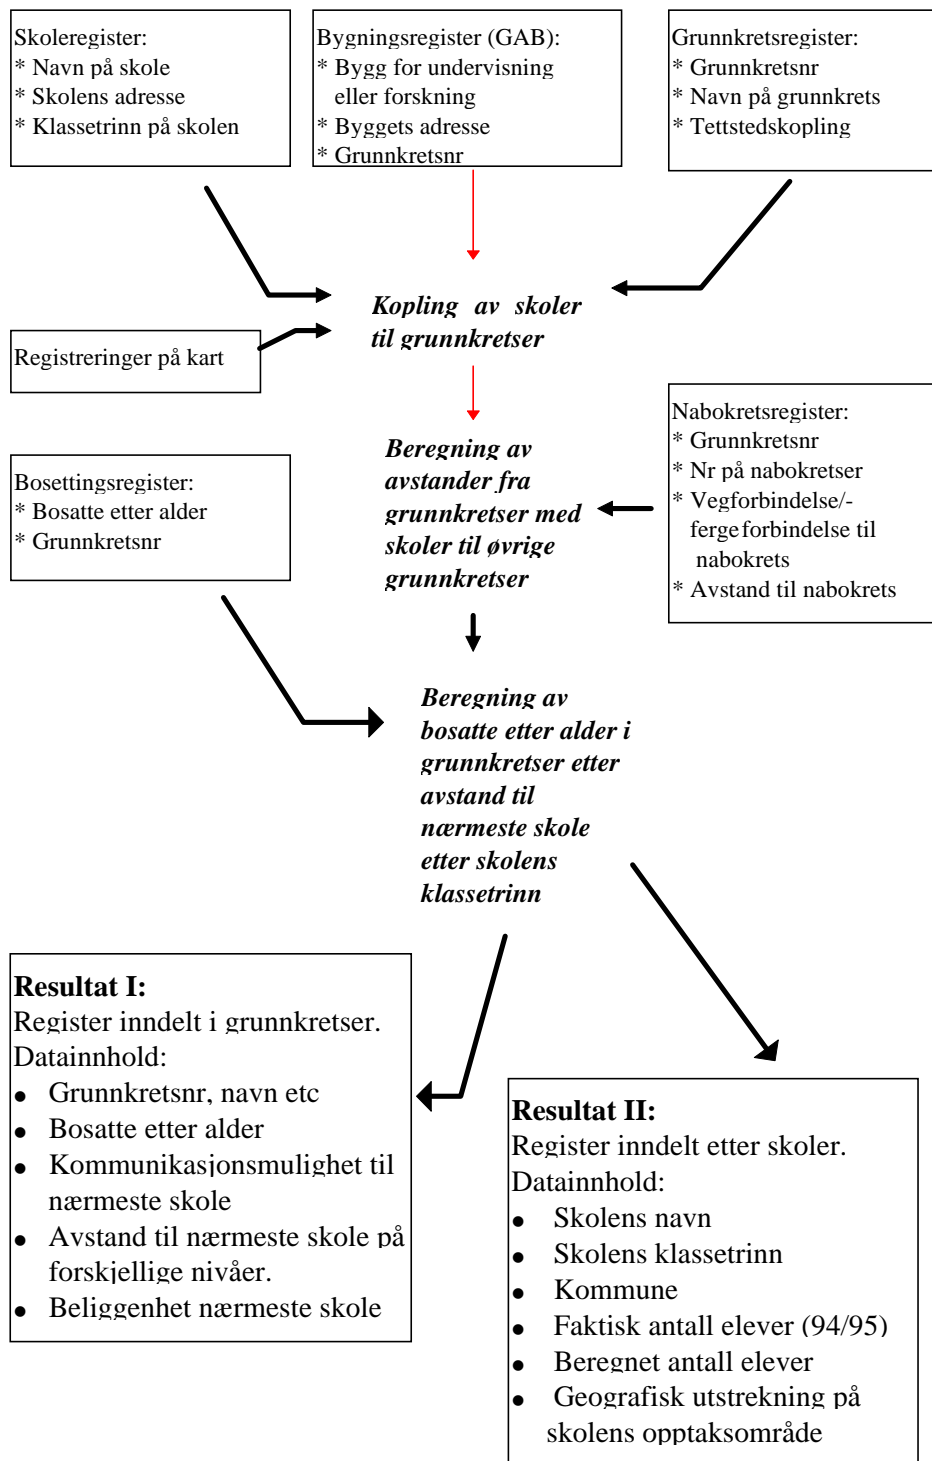 Skoleregister:
* Navn på skole
* Skolens adresse
* Klassetrinn på skolen
Bygningsregister (GAB):
* Bygg for undervisning
eller forskning
* Byggets adresse
* Grunnkretsnr
Grunnkretsregister:
* Grunnkretsnr
* Navn på grunnkrets
* Tettstedskopling
Kopling av skoler
til grunnkretser
Registreringer på kart
Beregning av
avstander fra
grunnkretser med
skoler til øvrige
grunnkretser
Nabokretsregister:
* Grunnkretsnr
* Nr på nabokretser
* Vegforbindelse/-
fergeforbindelse til
nabokrets
* Avstand til nabokrets
Bosettingsregister:
* Bosatte etter alder
* Grunnkretsnr
Beregning av
bosatte etter alder i
grunnkretser etter
avstand til
nærmeste skole
etter skolens
klassetrinn
Resultat I:
Register inndelt i grunnkretser.
Datainnhold:
● Grunnkretsnr, navn etc
● Bosatte etter alder
● Kommunikasjonsmulighet til
nærmeste skole
● Avstand til nærmeste skole på
forskjellige nivåer.
● Beliggenhet nærmeste skole
Resultat II:
Register inndelt etter skoler.
Datainnhold:
● Skolens navn
● Skolens klassetrinn
● Kommune
● Faktisk antall elever (94/95)
● Beregnet antall elever
● Geografisk utstrekning på
skolens opptaksområde